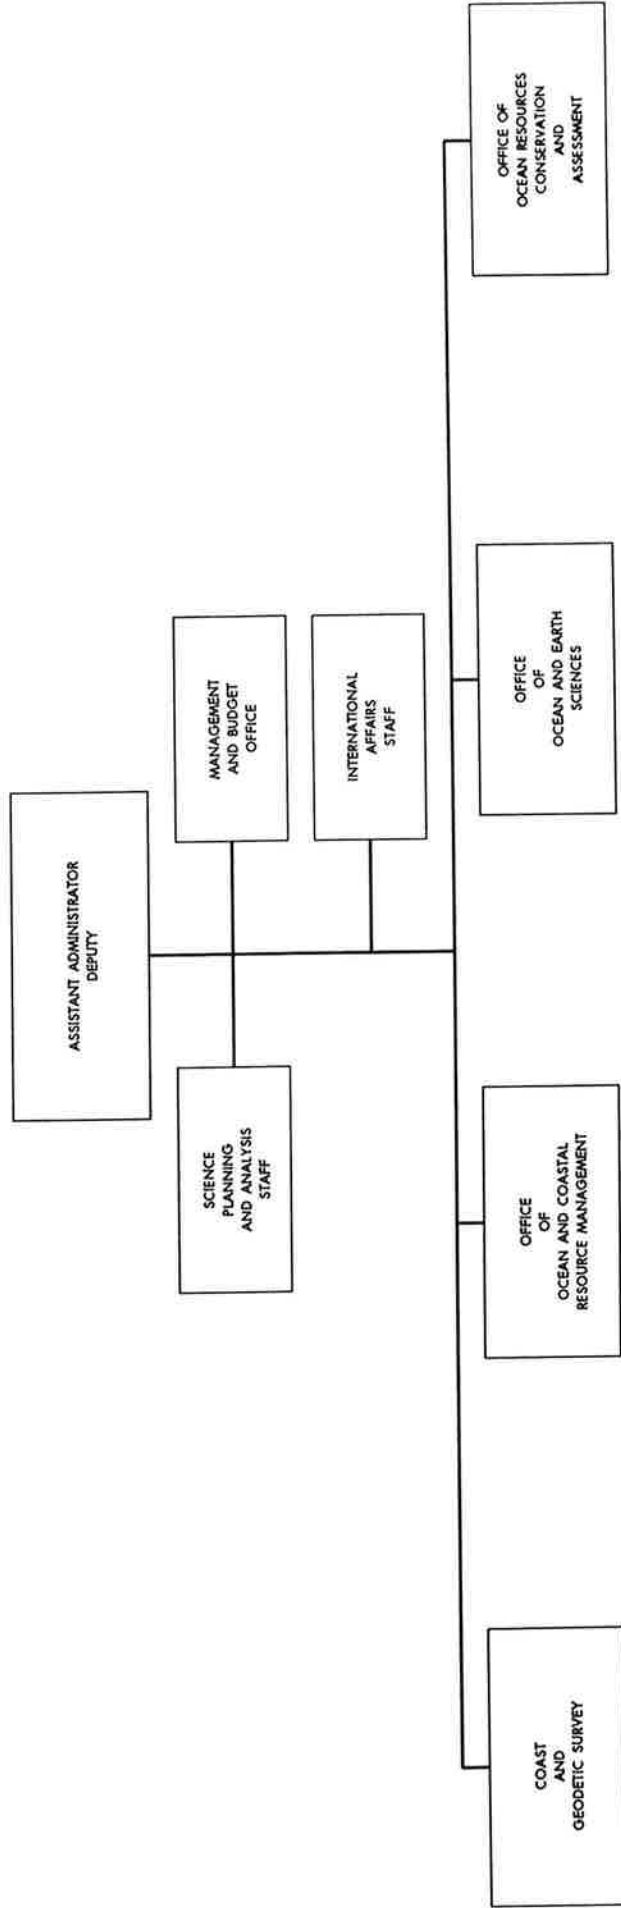 ASSISTANT ADMINISTRATOR
DEPUTY
SCIENCE
PLANNING
AND ANALYSIS
STAFF
MANAGEMENT
AND BUDGET
OFFICE
INTERNATIONAL
AFFAIRS
STAFF
COAST
AND
GEODETIC SURVEY
OFFICE
OF
OCEAN AND COASTAL
RESOURCE MANAGEMENT
OFFICE
OF
OCEAN AND EARTH
SCIENCES
OFFICE OF
OCEAN RESOURCES
CONSERVATION
AND
ASSESSMENT